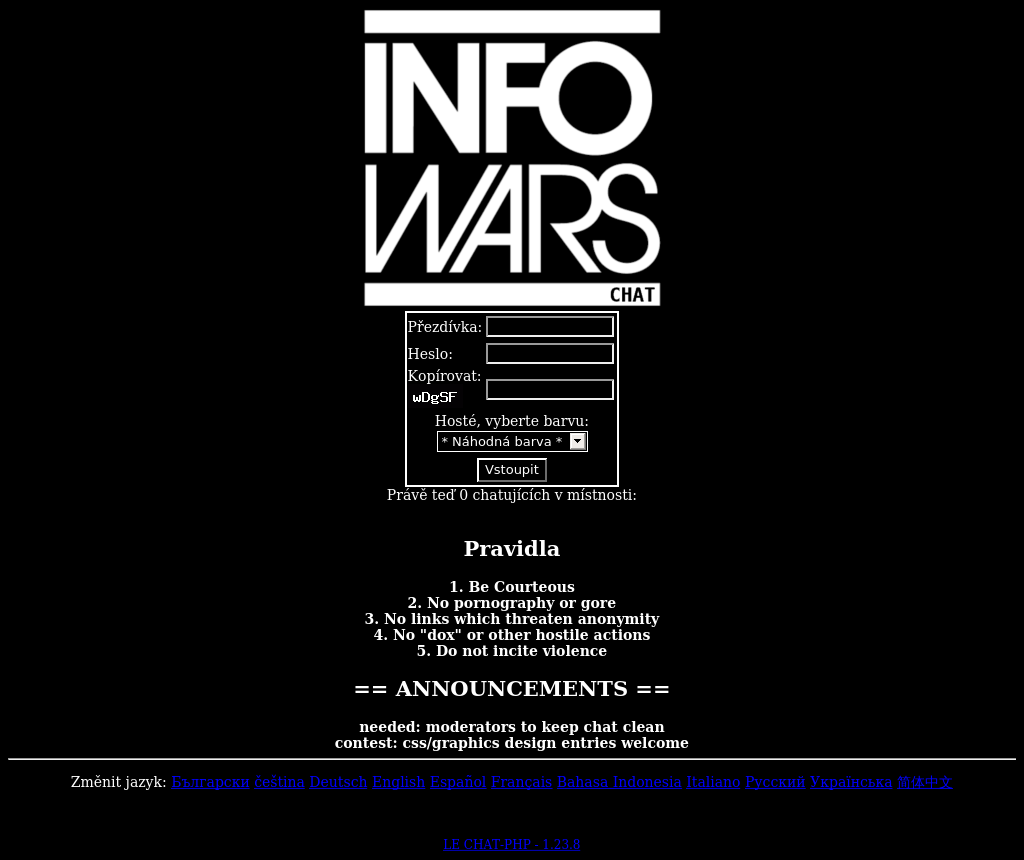 INFO
WARS
CHAT
Přezdívka:
Heslo:
Kopírovat:
wDgSF
Hosté, vyberte barvu:
* Náhodná barva *
Vstoupit
Právě teď 0 chatujících v místnosti:
Pravidla
1. Be Courteous
2. No pornography or gore
3. No links which threaten anonymity
4. No "dox" or other hostile actions
5. Do not incite violence
== ANNOUNCEMENTS ==
needed: moderators to keep chat clean
contest: css/graphics design entries welcome
Změnit jazyk: Български čeština Deutsch English Español Français Bahasa Indonesia Italiano Русский Українська 简体中文
LE CHAT-PHP - 1.23.8